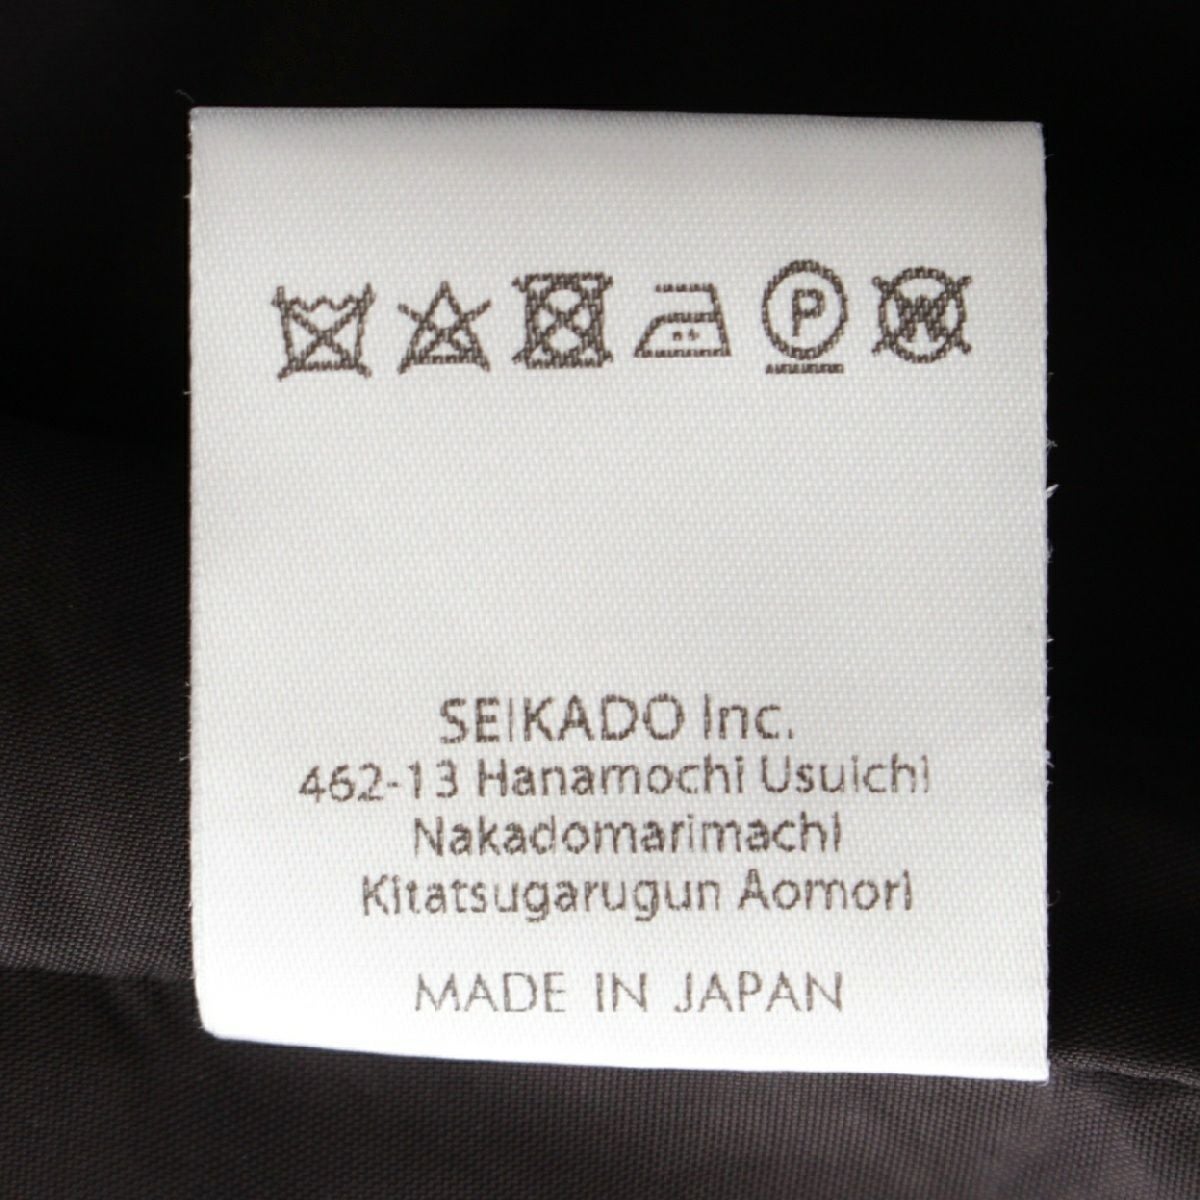 P W
SEIKADO Inc.
462-13 Hanamochi Usuichi
Nakadomarimachi
Kitatsugarugun Aomori
MADE IN JAPAN